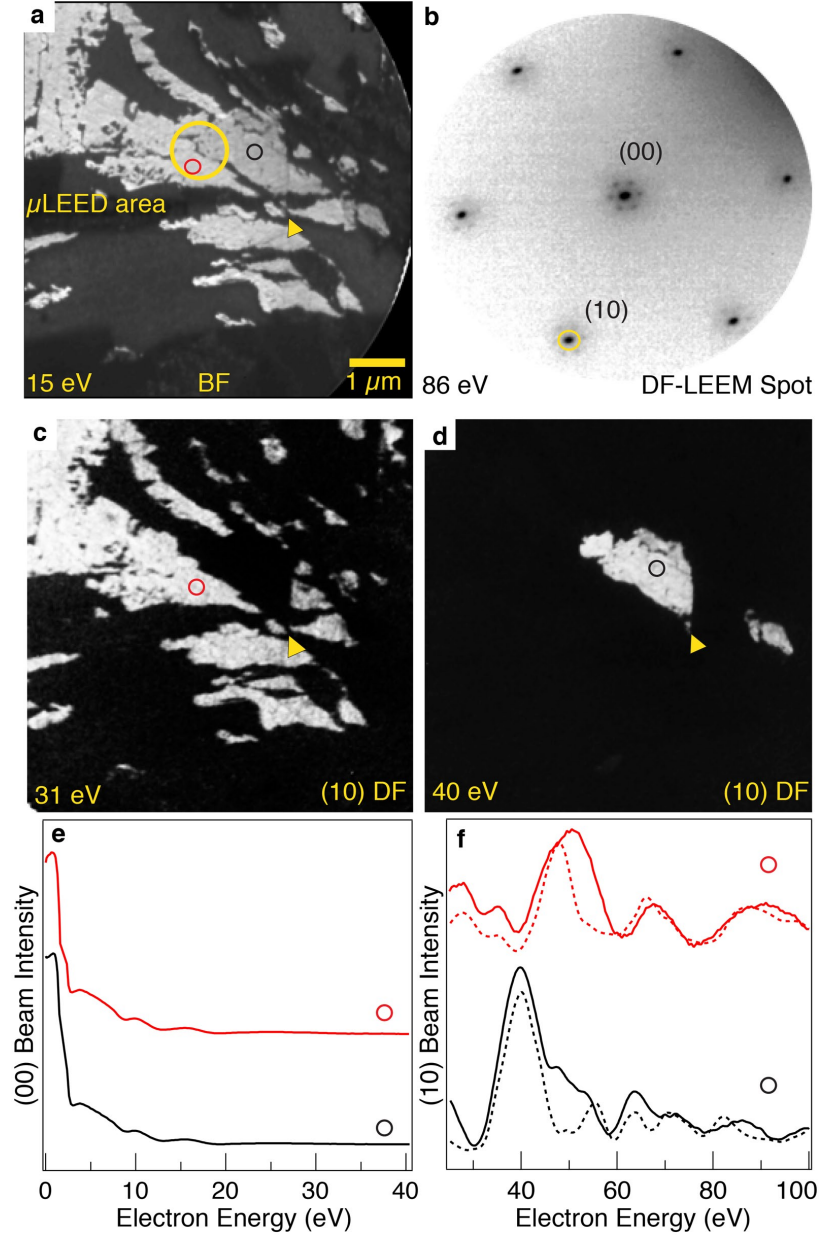 a
µLEED area
15 eV
BF
1 µm
b
(00)
(10)
86 eV
DF-LEEM Spot
c
31 eV
(10) DF
d
40 eV
(10) DF
e
(00) Beam Intensity
0
10
20
30
40
Electron Energy (eV)
f
(10) Beam Intensity
40
60
80
100
Electron Energy (eV)